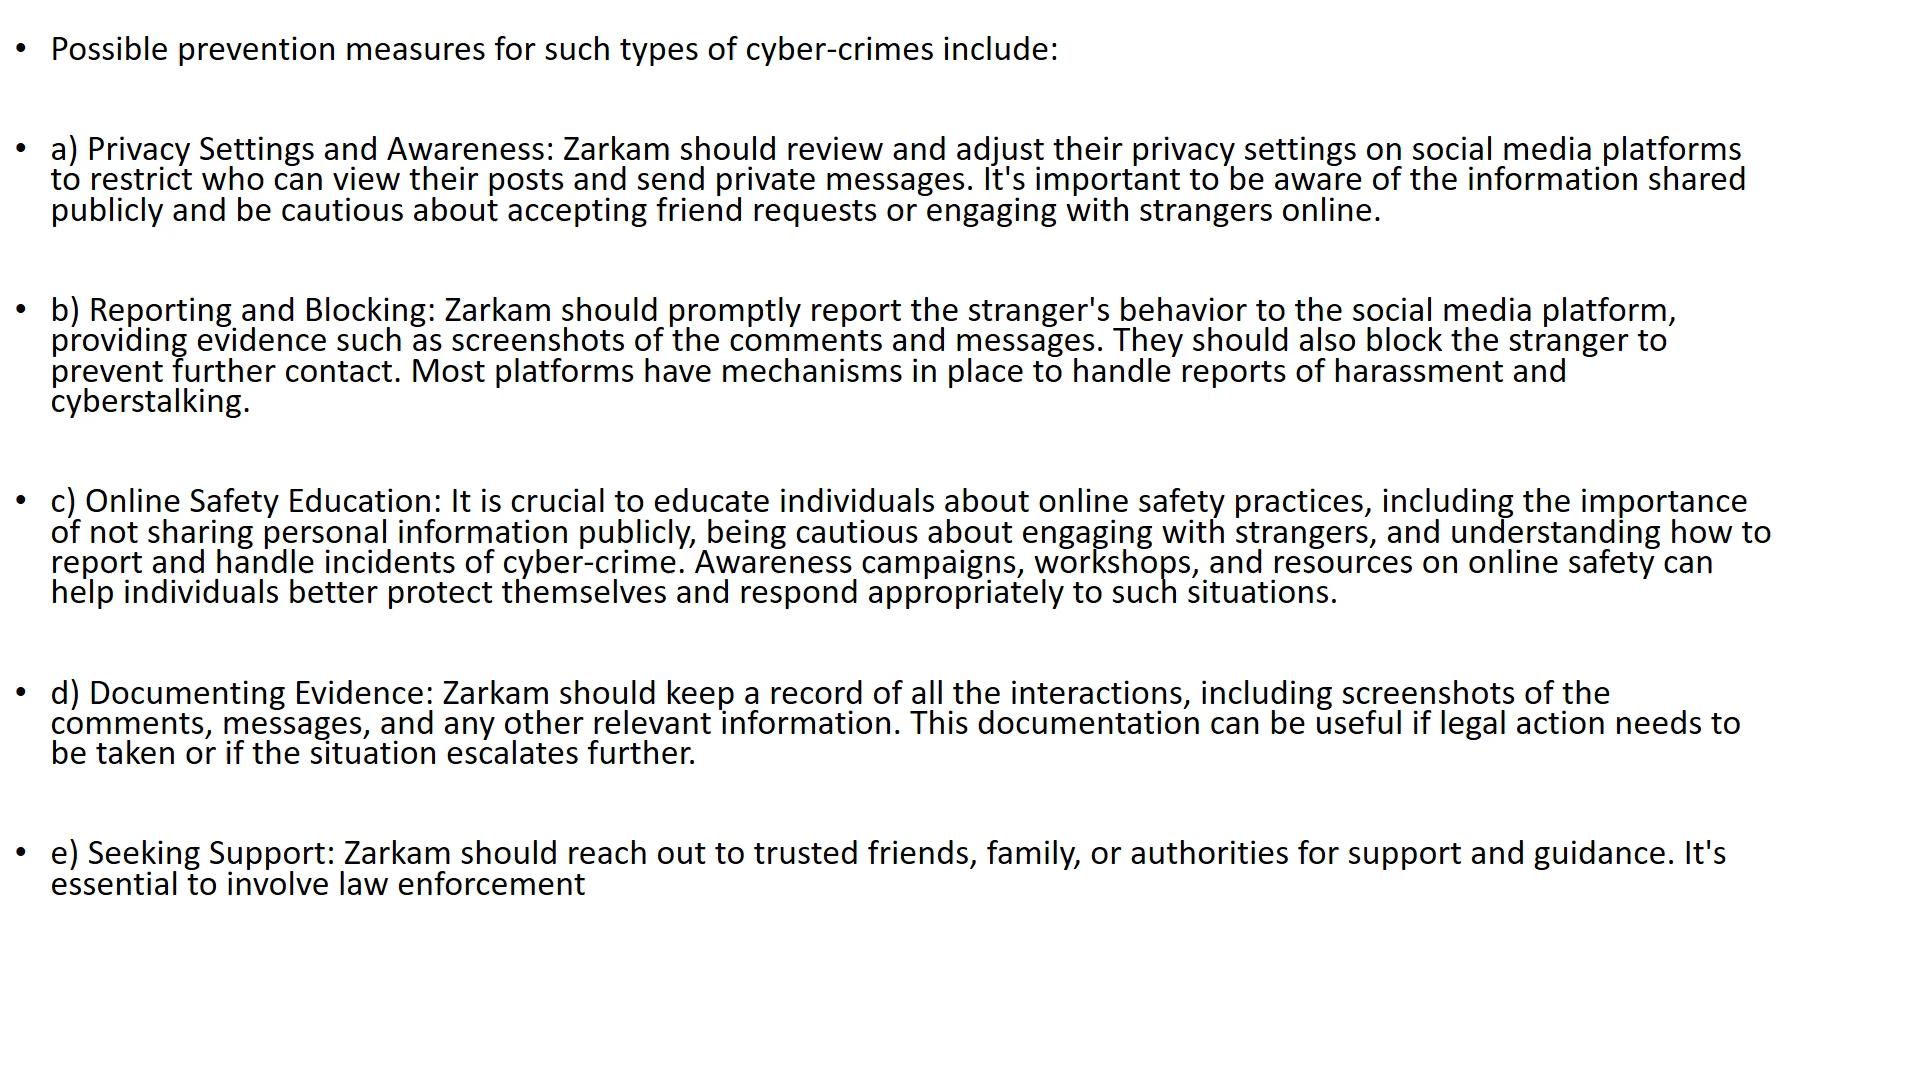 • Possible prevention measures for such types of cyber-crimes include:
• a) Privacy Settings and Awareness: Zarkam should review and adjust their privacy settings on social media platforms
to restrict who can view their posts and send private messages. It's important to be aware of the information shared
publicly and be cautious about accepting friend requests or engaging with strangers online.
• b) Reporting and Blocking: Zarkam should promptly report the stranger's behavior to the social media platform,
providing evidence such as screenshots of the comments and messages. They should also block the stranger to
prevent further contact. Most platforms have mechanisms in place to handle reports of harassment and
cyberstalking.
• c) Online Safety Education: It is crucial to educate individuals about online safety practices, including the importance
of not sharing personal information publicly, being cautious about engaging with strangers, and understanding how to
report and handle incidents of cyber-crime. Awareness campaigns, workshops, and resources on online safety can
help individuals better protect themselves and respond appropriately to such situations.
• d) Documenting Evidence: Zarkam should keep a record of all the interactions, including screenshots of the
comments, messages, and any other relevant information. This documentation can be useful if legal action needs to
be taken or if the situation escalates further.
• e) Seeking Support: Zarkam should reach out to trusted friends, family, or authorities for support and guidance. It's
essential to involve law enforcement